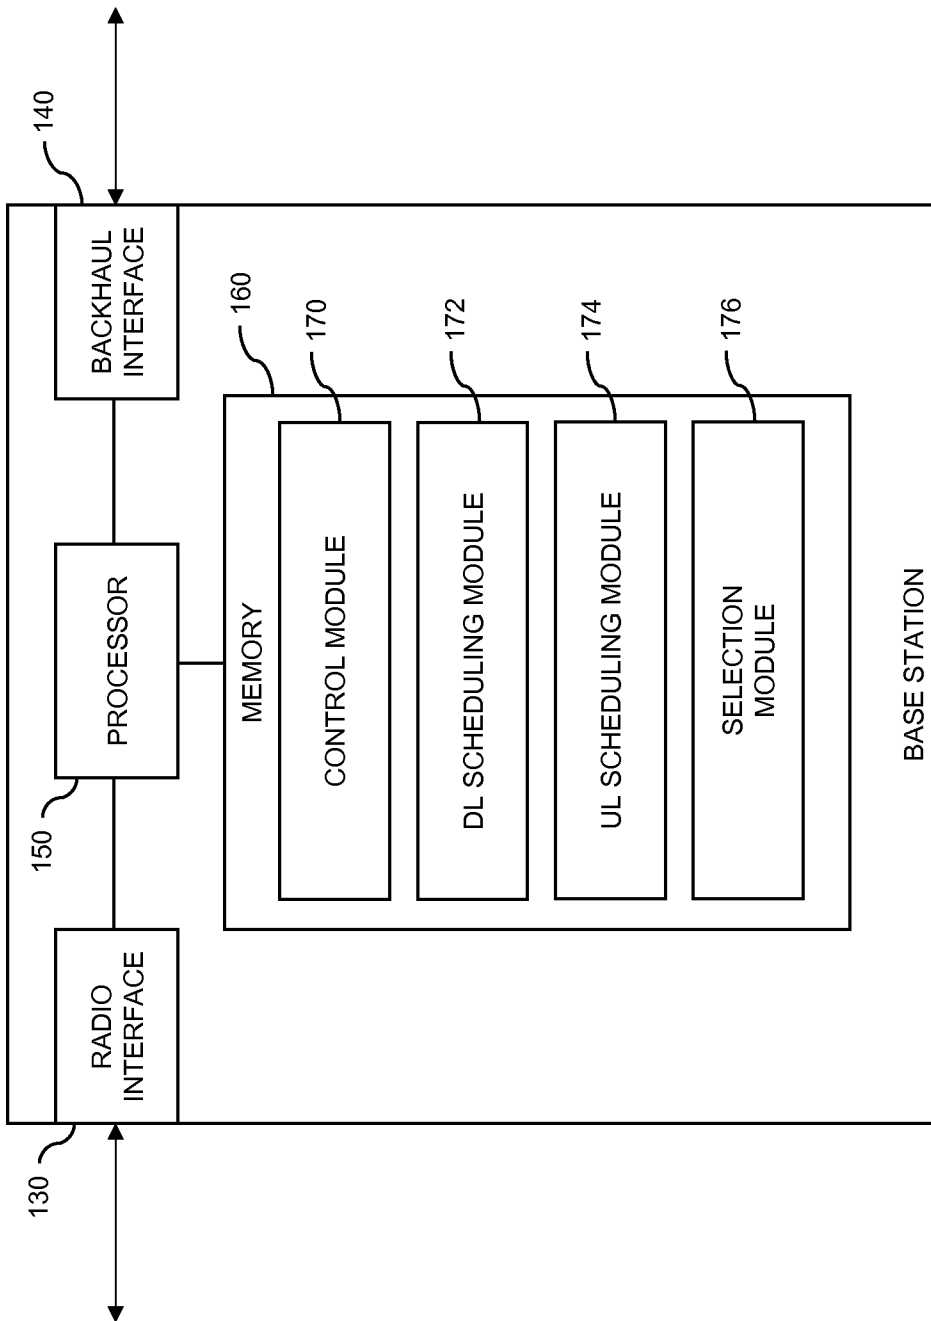 130
RADIO
INTERFACE
150
PROCESSOR
140
BACKHAUL
INTERFACE
160
MEMORY
170
CONTROL MODULE
172
DL SCHEDULING MODULE
174
UL SCHEDULING MODULE
176
SELECTION
MODULE
BASE STATION